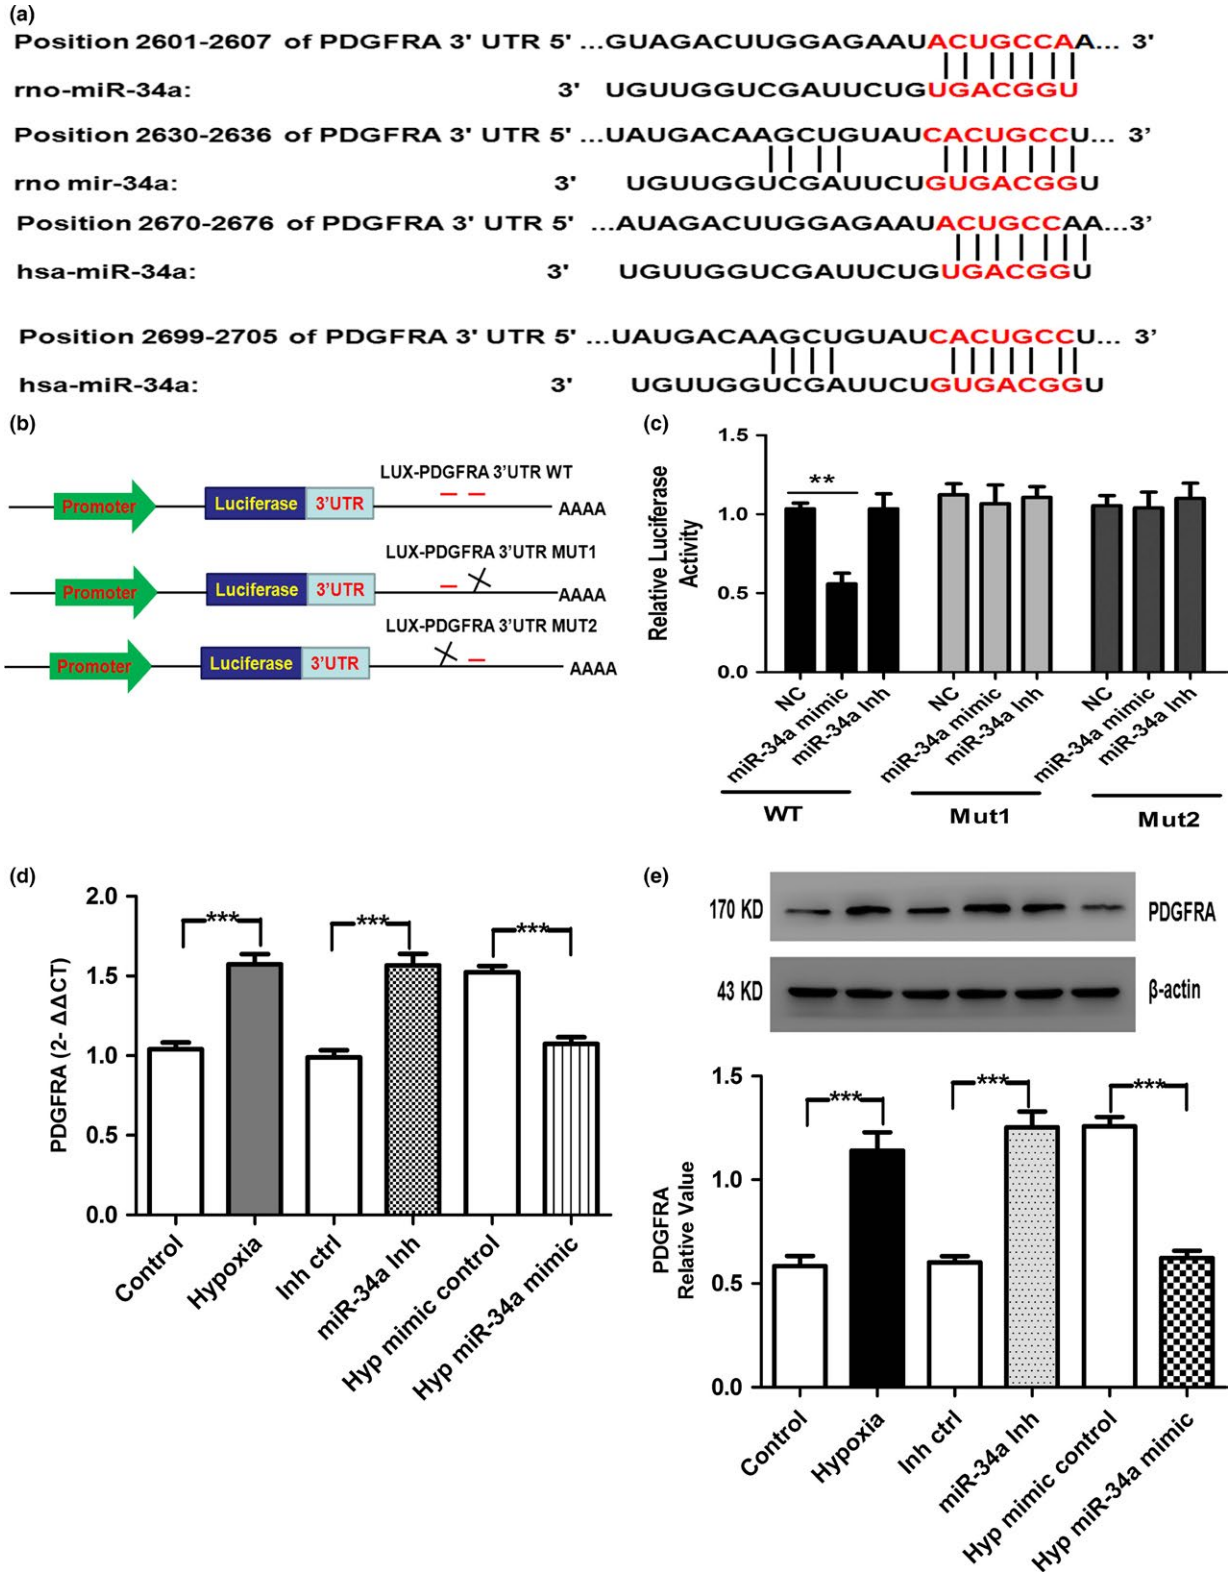 (a)
Position 2601-2607 of PDGFRA 3' UTR 5' ...GUAGACUUGGAGAAUACUGCCAA... 3'
rno-miR-34a: 3' UGUUGGUCGAUUCUGUGACGGU
Position 2630-2636 of PDGFRA 3' UTR 5' ...UAUGACAAGCUGUAUCACUGCCU... 3'
rno mir-34a: 3' UGUUGGUCGAUUCUGUGACGGU
Position 2670-2676 of PDGFRA 3' UTR 5' ...AUAGACUUGGAGAAUACUGCCAA...3'
hsa-miR-34a: 3' UGUUGGUCGAUUCUGUGACGGU
Position 2699-2705 of PDGFRA 3' UTR 5' ...UAUGACAAGCUGUAUCACUGCCU... 3'
hsa-miR-34a: 3' UGUUGGUCGAUUCUGUGACGGU
(b)
LUX-PDGFRA 3'UTR WT
Promoter Luciferase 3'UTR AAAA
LUX-PDGFRA 3'UTR MUT1
Promoter Luciferase 3'UTR AAAA
LUX-PDGFRA 3'UTR MUT2
Promoter Luciferase 3'UTR AAAA
(c)
Relative Luciferase
Activity
1.5
1.0
0.5
0.0
**
NC
miR-34a mimic
miR-34a Inh
NC
miR-34a mimic
miR-34a Inh
NC
miR-34a mimic
miR-34a Inh
WT
Mut1
Mut2
(d)
PDGFRA (2- ΔΔCT)
2.0
1.5
1.0
0.5
0.0
***
***
***
Control
Hypoxia
Inh ctrl
miR-34a Inh
Hyp mimic control
Hyp miR-34a mimic
(e)
170 KD PDGFRA
43 KD β-actin
PDGFRA
Relative Value
1.5
1.0
0.5
0.0
***
***
***
Control
Hypoxia
Inh ctrl
miR-34a Inh
Hyp mimic control
Hyp miR-34a mimic